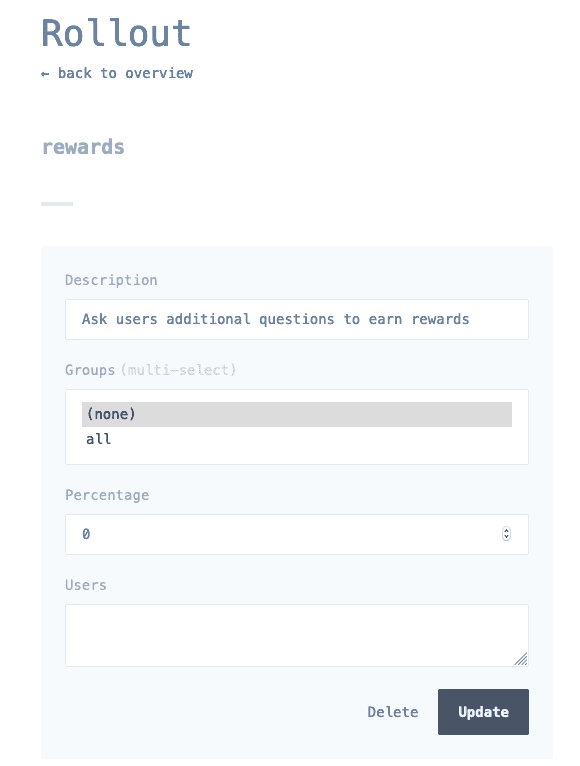 Rollout
← back to overview
rewards
Description
Ask users additional questions to earn rewards
Groups (multi-select)
(none)
all
Percentage
0
Users
Delete Update